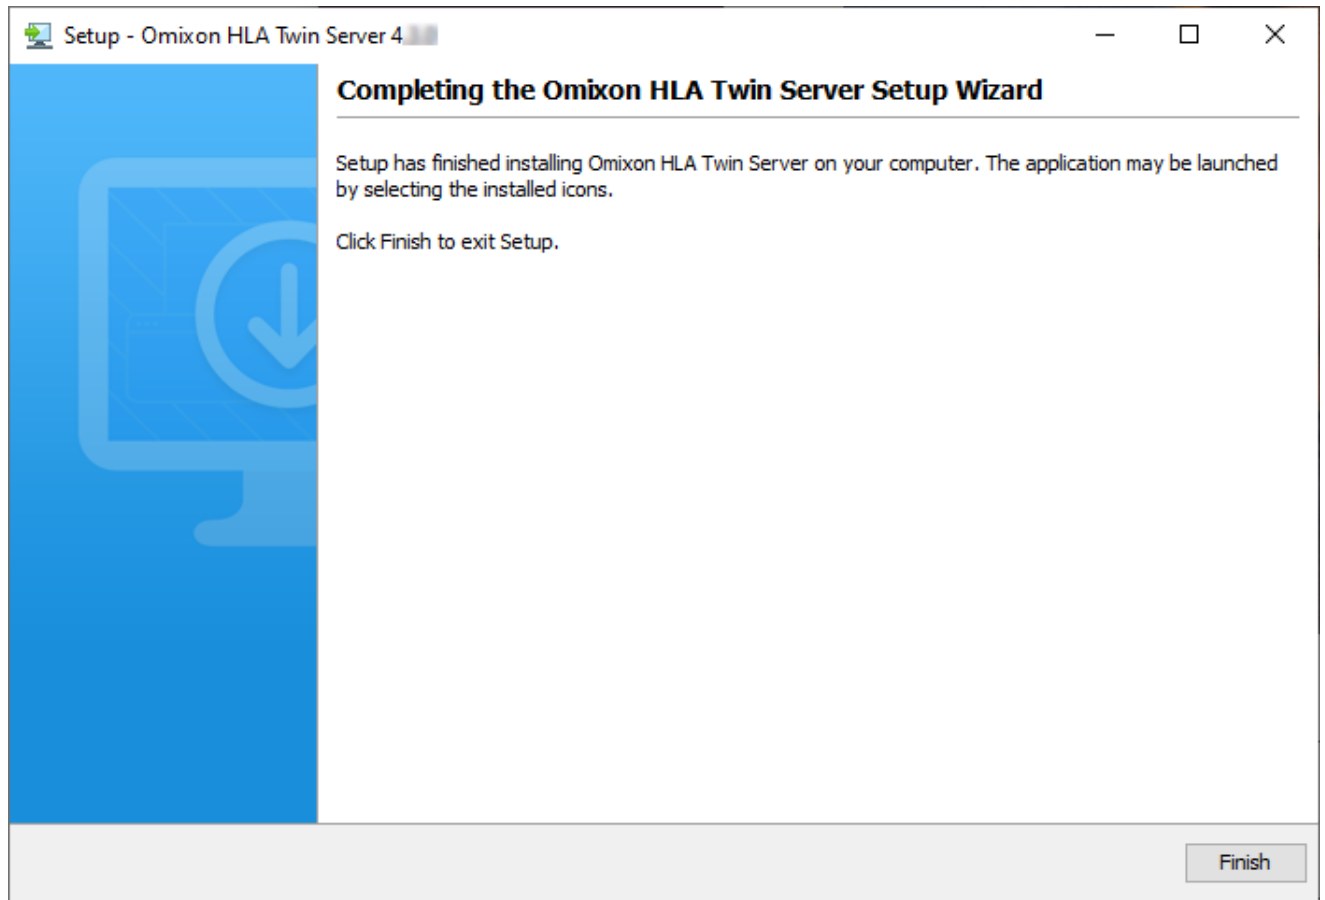 Setup - Omixon HLA Twin Server 4
Completing the Omixon HLA Twin Server Setup Wizard
Setup has finished installing Omixon HLA Twin Server on your computer. The application may be launched
by selecting the installed icons.
Click Finish to exit Setup.
Finish